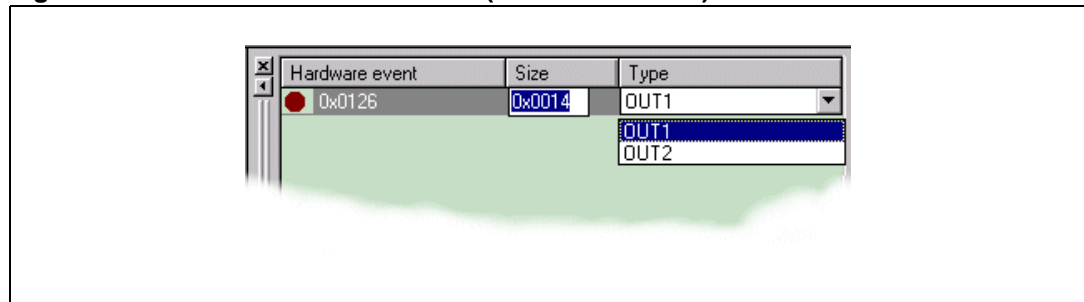 Hardware event Size Type
0x0126 0x0014 OUT1
OUT1
OUT2